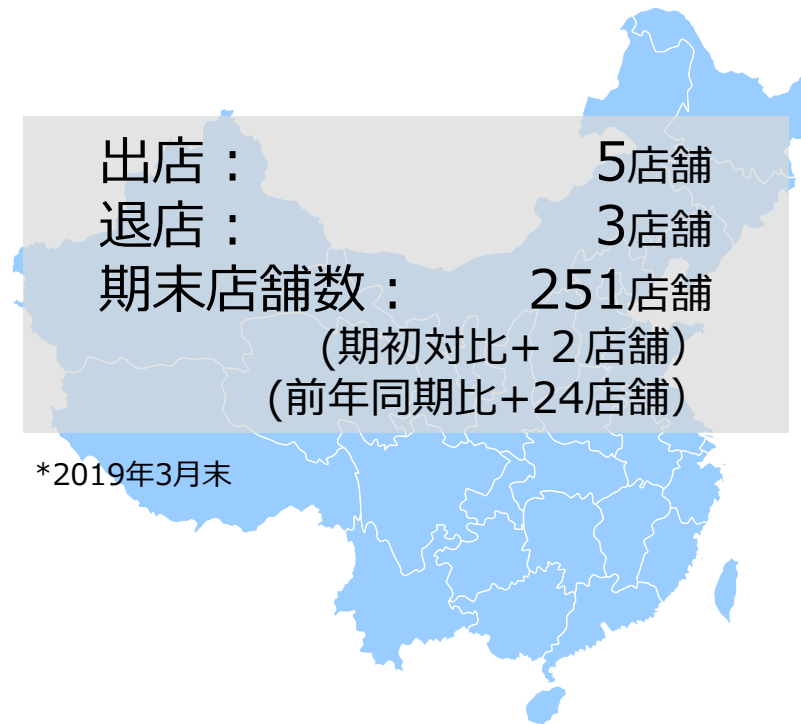 出店： 5店舗
退店： 3店舗
期末店舗数： 251店舗
(期初対比+２店舗）
(前年同期比+24店舗）
*2019年3月末